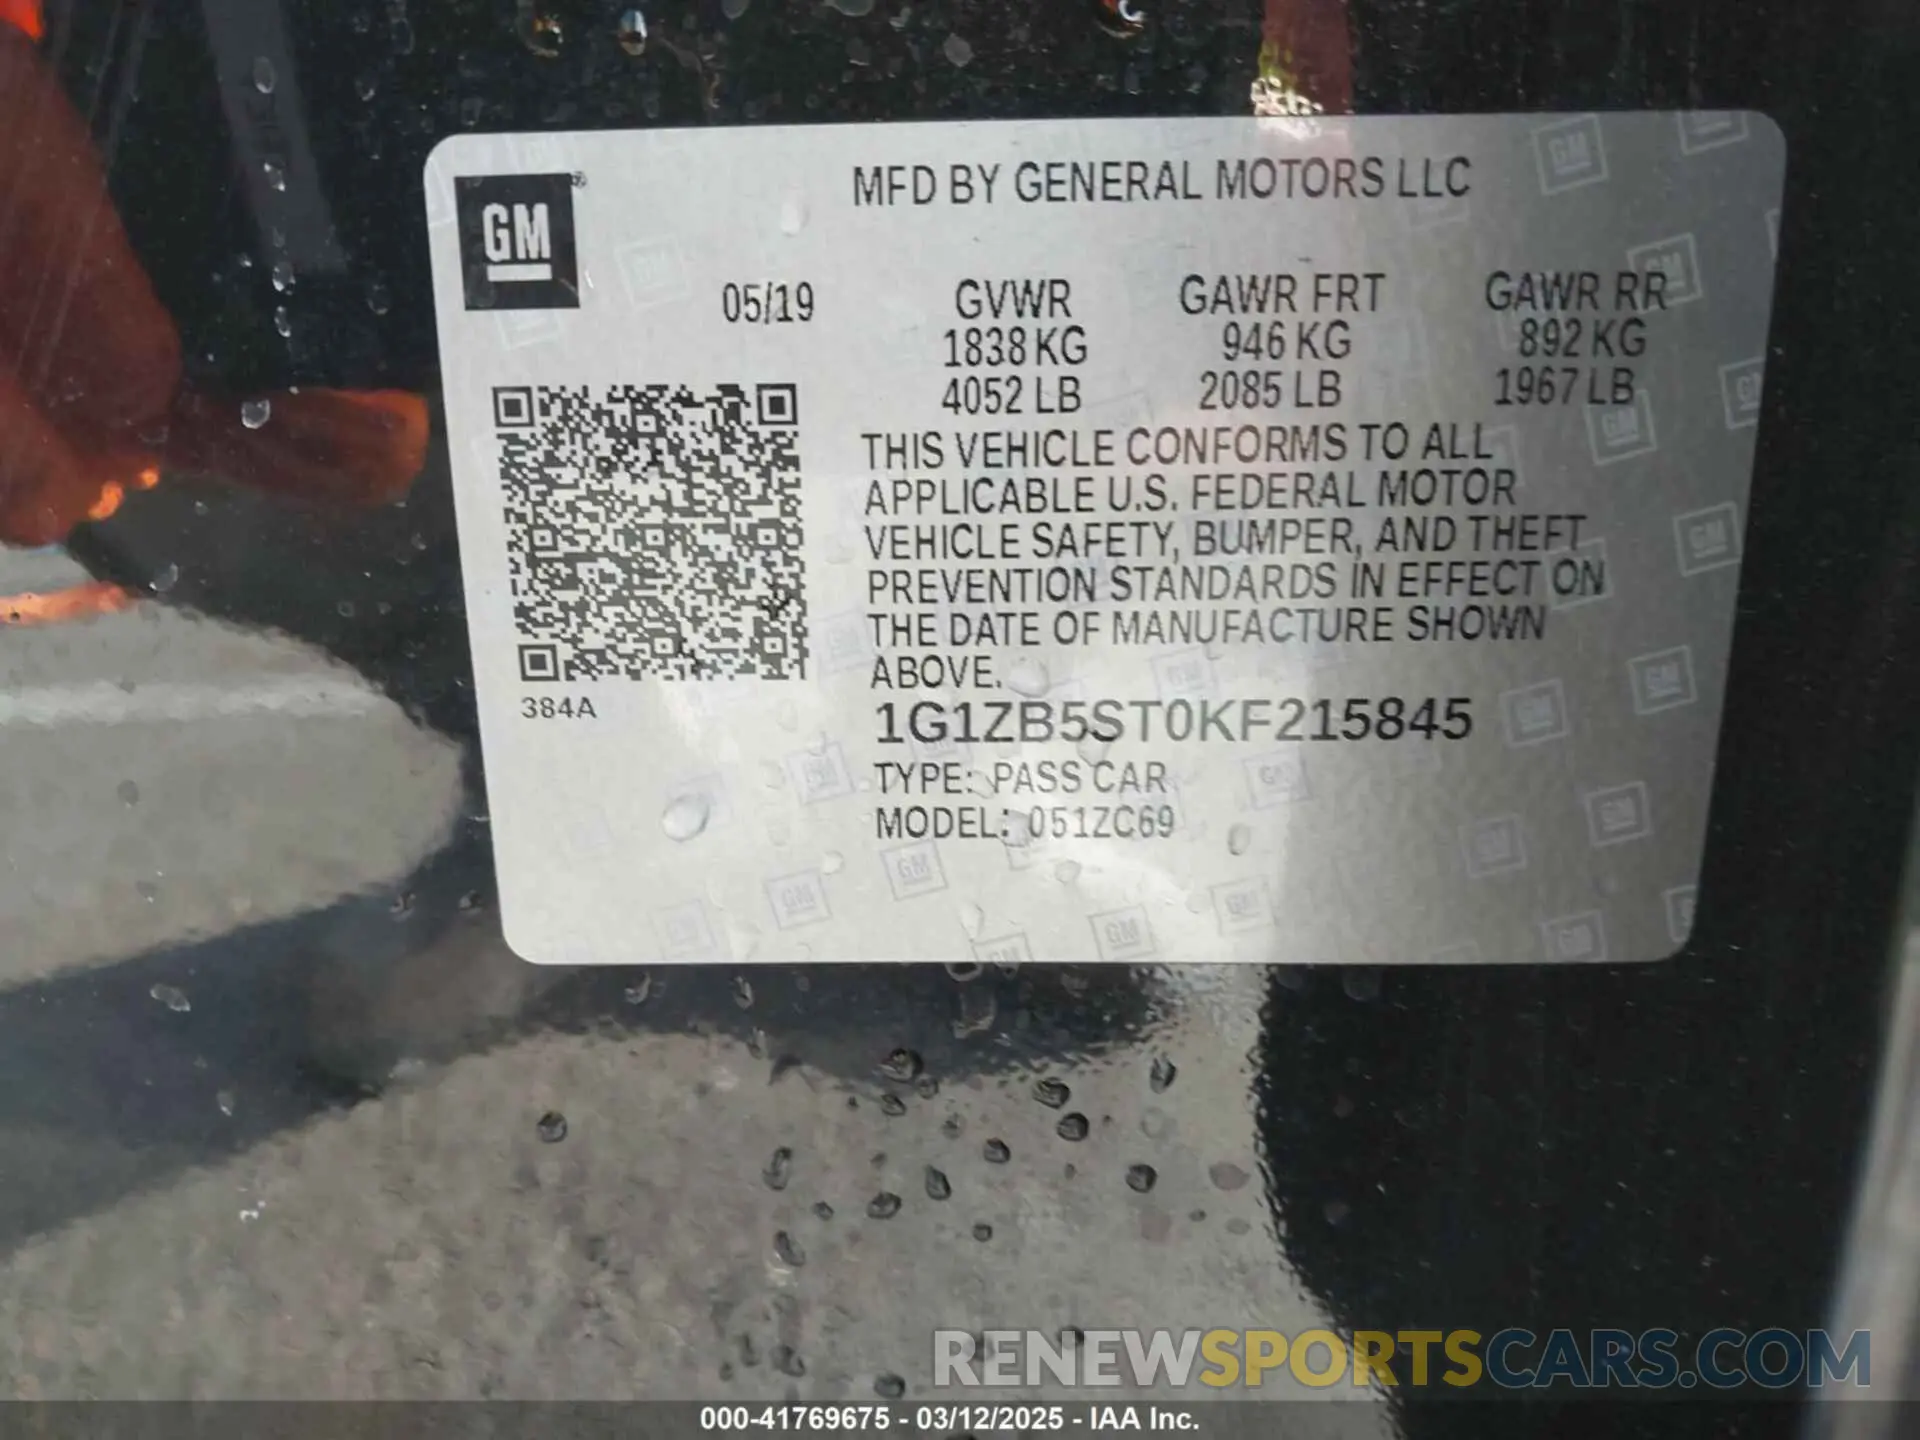 GM ®
MFD BY GENERAL MOTORS LLC
05/19 GVWR GAWR FRT GAWR RR
1838 KG 946 KG 892 KG
4052 LB 2085 LB 1967 LB
THIS VEHICLE CONFORMS TO ALL
APPLICABLE U.S. FEDERAL MOTOR
VEHICLE SAFETY, BUMPER, AND THEFT
PREVENTION STANDARDS IN EFFECT ON
THE DATE OF MANUFACTURE SHOWN
ABOVE.
384A
1G1ZB5ST0KF215845
TYPE: PASS CAR
MODEL: 051ZC69
RENEWSPORTSCARS.COM
000-41769675 - 03/12/2025 - IAA Inc.